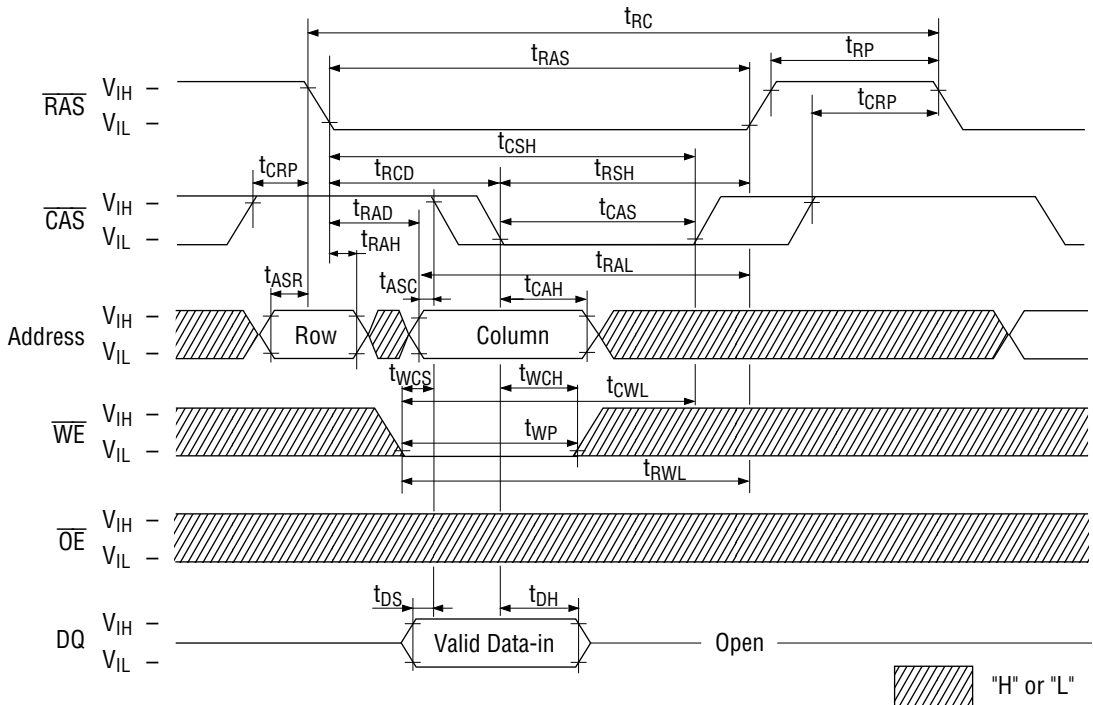 tRC
tRAS
tRP
RAS
VIH –
VIL –
tCRP
tCSH
tCRP
tRCD
tRSH
CAS
VIH –
VIL –
tRAD
tCAS
tRAH
tRAL
tASR
tASC
tCAH
Address
VIH –
VIL –
Row
Column
tWCS
tWCH
tCWL
WE
VIH –
VIL –
tWP
tRWL
OE
VIH –
VIL –
tDS
tDH
DQ
VIH –
VIL –
Valid Data-in
Open
"H" or "L"